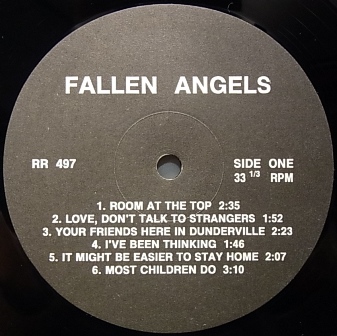 FALLEN ANGELS
RR 497
SIDE ONE
33 1/3 RPM
1. ROOM AT THE TOP 2:35
2. LOVE, DON'T TALK TO STRANGERS 1:52
3. YOUR FRIENDS HERE IN DUNDERVILLE 2:23
4. I'VE BEEN THINKING 1:46
5. IT MIGHT BE EASIER TO STAY HOME 2:07
6. MOST CHILDREN DO 3:10